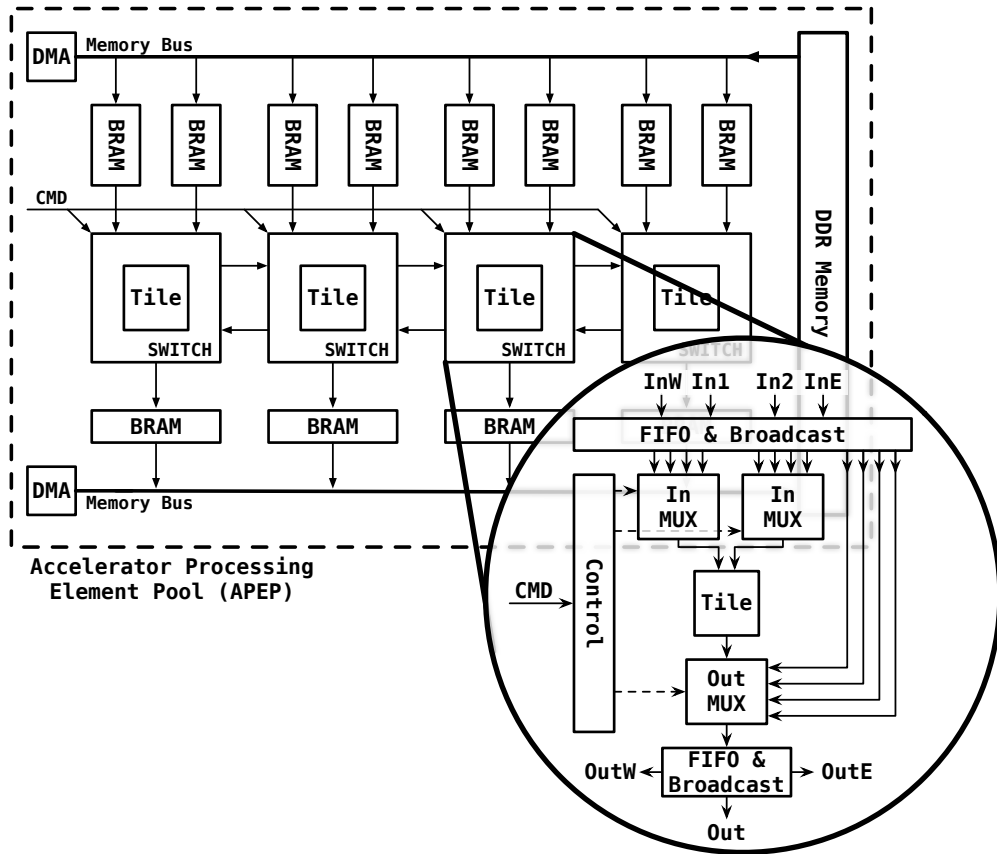 DMA
Memory Bus
BRAM
BRAM
BRAM
BRAM
BRAM
BRAM
BRAM
BRAM
DDR Memory
CMD
Tile
Tile
Tile
Tile
SWITCH
SWITCH
SWITCH
SWITCH
BRAM
BRAM
BRAM
DMA
Memory Bus
Accelerator Processing
Element Pool (APEP)
InW In1 In2 InE
FIFO & Broadcast
In
MUX
In
MUX
Control
CMD
Tile
Out
MUX
FIFO &
Broadcast
OutW
OutE
Out